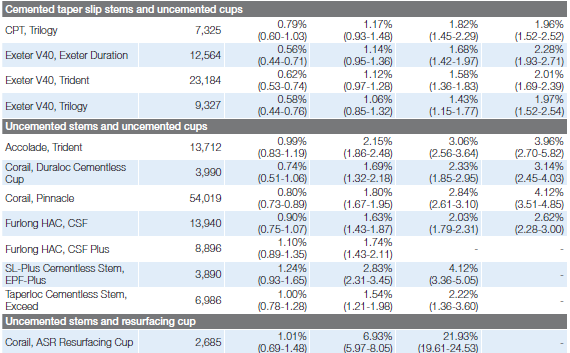 Cemented taper slip stems and uncemented cups
CPT, Trilogy 7,325 0.79% 1.17% 1.82% 1.96%
(0.60-1.03) (0.93-1.48) (1.45-2.29) (1.52-2.52)
Exeter V40, Exeter Duration 12,564 0.56% 1.14% 1.68% 2.28%
(0.44-0.71) (0.95-1.36) (1.42-1.97) (1.93-2.71)
Exeter V40, Trident 23,184 0.62% 1.12% 1.58% 2.01%
(0.53-0.74) (0.97-1.28) (1.36-1.83) (1.69-2.39)
Exeter V40, Trilogy 9,327 0.58% 1.06% 1.43% 1.97%
(0.44-0.76) (0.85-1.32) (1.15-1.77) (1.52-2.54)
Uncemented stems and uncemented cups
Accolade, Trident 13,712 0.99% 2.15% 3.06% 3.96%
(0.83-1.19) (1.86-2.48) (2.56-3.64) (2.70-5.82)
Corail, Duraloc Cementless
Cup 3,990 0.74% 1.69% 2.33% 3.14%
(0.51-1.06) (1.32-2.18) (1.85-2.95) (2.45-4.03)
Corail, Pinnacle 54,019 0.80% 1.80% 2.84% 4.12%
(0.73-0.89) (1.67-1.95) (2.61-3.10) (3.51-4.85)
Furlong HAC, CSF 13,940 0.90% 1.63% 2.03% 2.62%
(0.75-1.07) (1.43-1.87) (1.79-2.31) (2.28-3.00)
Furlong HAC, CSF Plus 8,896 1.10% 1.74% - -
(0.89-1.35) (1.43-2.11)
SL-Plus Cementless Stem,
EPF-Plus 3,890 1.24% 2.83% 4.12% -
(0.93-1.65) (2.31-3.45) (3.36-5.05)
Taperloc Cementless Stem,
Exceed 6,986 1.00% 1.54% 2.22% -
(0.78-1.28) (1.21-1.98) (1.36-3.60)
Uncemented stems and resurfacing cup
Corail, ASR Resurfacing Cup 2,685 1.01% 6.93% 21.93% -
(0.69-1.48) (5.97-8.05) (19.61-24.53)